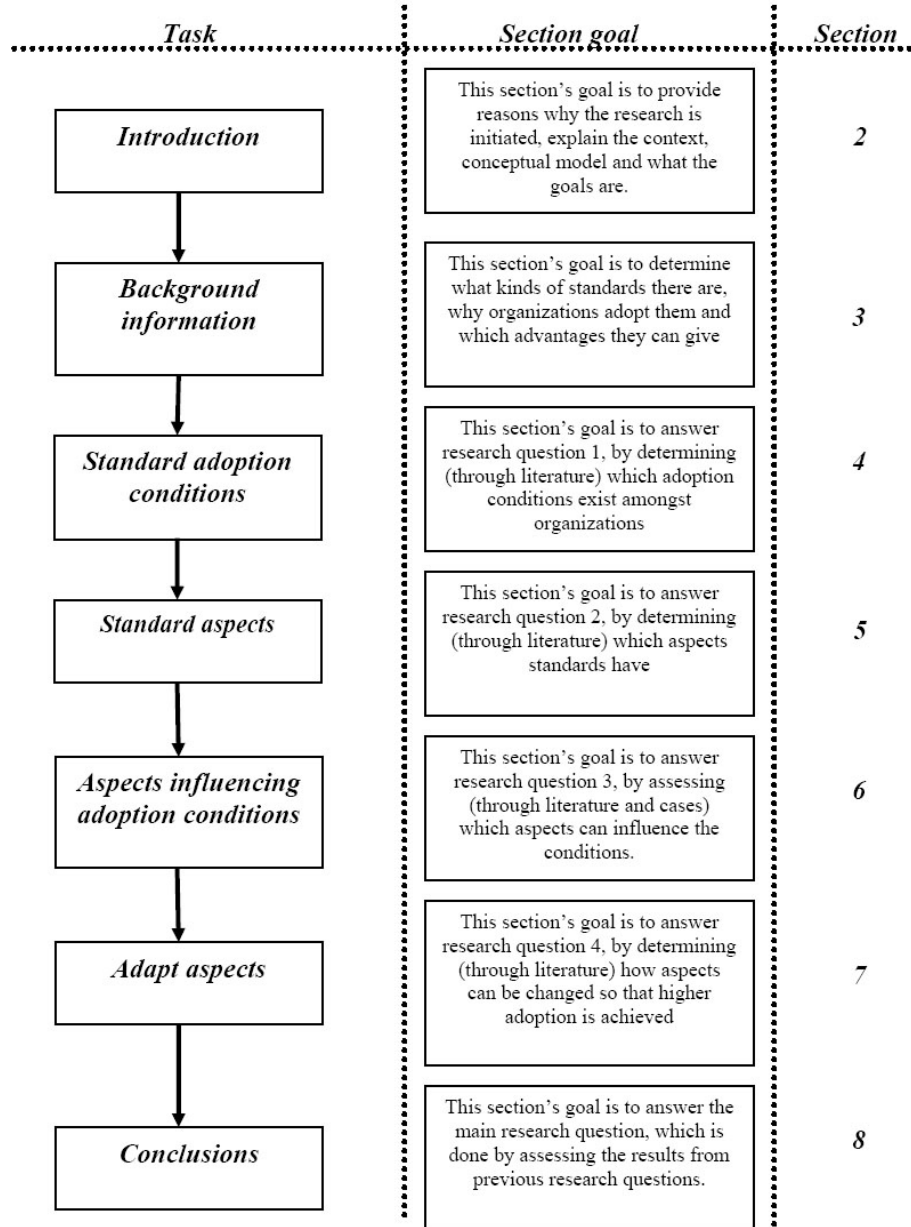 Task
Section goal
Section
Introduction
This section's goal is to provide
reasons why the research is
initiated, explain the context,
conceptual model and what the
goals are.
2
Background
information
This section's goal is to determine
what kinds of standards there are,
why organizations adopt them and
which advantages they can give
3
Standard adoption
conditions
This section's goal is to answer
research question 1, by determining
(through literature) which adoption
conditions exist amongst
organizations
4
Standard aspects
This section's goal is to answer
research question 2, by determining
(through literature) which aspects
standards have
5
Aspects influencing
adoption conditions
This section's goal is to answer
research question 3, by assessing
(through literature and cases)
which aspects can influence the
conditions.
6
Adapt aspects
This section's goal is to answer
research question 4, by determining
(through literature) how aspects
can be changed so that higher
adoption is achieved
7
Conclusions
This section's goal is to answer the
main research question, which is
done by assessing the results from
previous research questions.
8